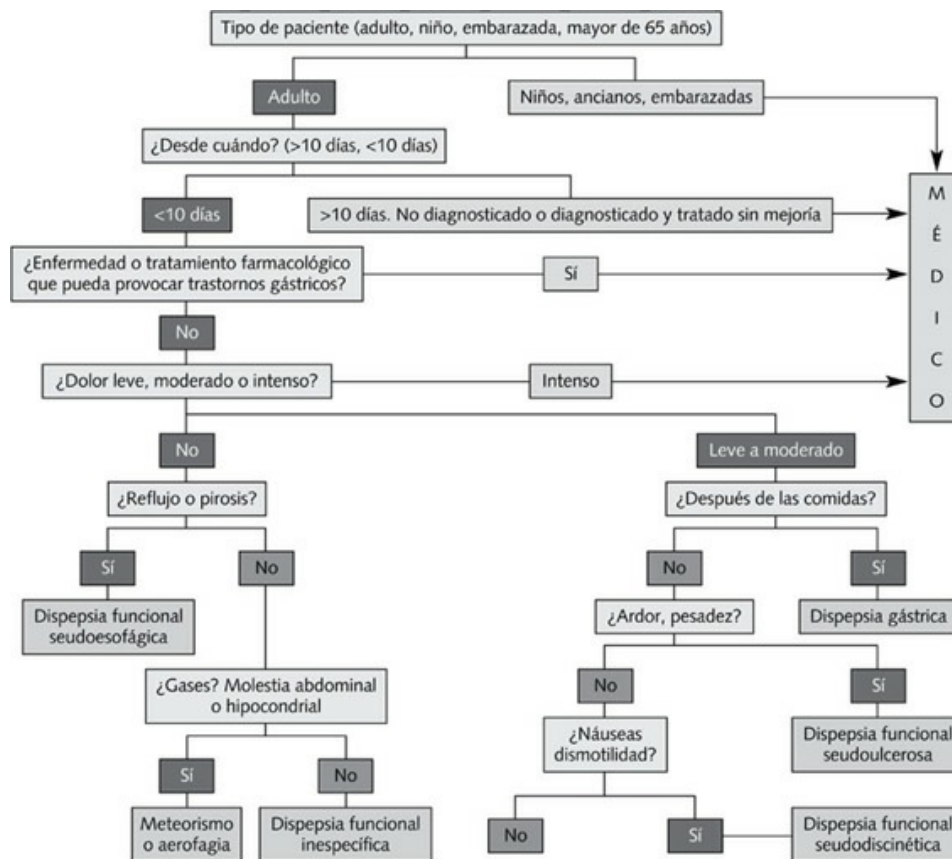 Tipo de paciente (adulto, niño, embarazada, mayor de 65 años)
Adulto
Niños, ancianos, embarazadas
¿Desde cuándo? (>10 días, <10 días)
M
É
D
I
C
O
<10 días
>10 días. No diagnosticado o diagnosticado y tratado sin mejoría
¿Enfermedad o tratamiento farmacológico
que pueda provocar trastornos gástricos?
Sí
No
¿Dolor leve, moderado o intenso?
Intenso
No
Leve a moderado
¿Reflujo o pirosis?
¿Después de las comidas?
Sí
No
No
Sí
Dispepsia funcional
seudoesofágica
¿Ardor, pesadez?
Dispepsia gástrica
¿Gases? Molestia abdominal
o hipocondrial
No
Sí
¿Náuseas
dismotilidad?
Dispepsia funcional
seudoulcerosa
Sí
No
Meteorismo
o aerofagia
Dispepsia funcional
inespecífica
No
Sí
Dispepsia funcional
seudodiscinética